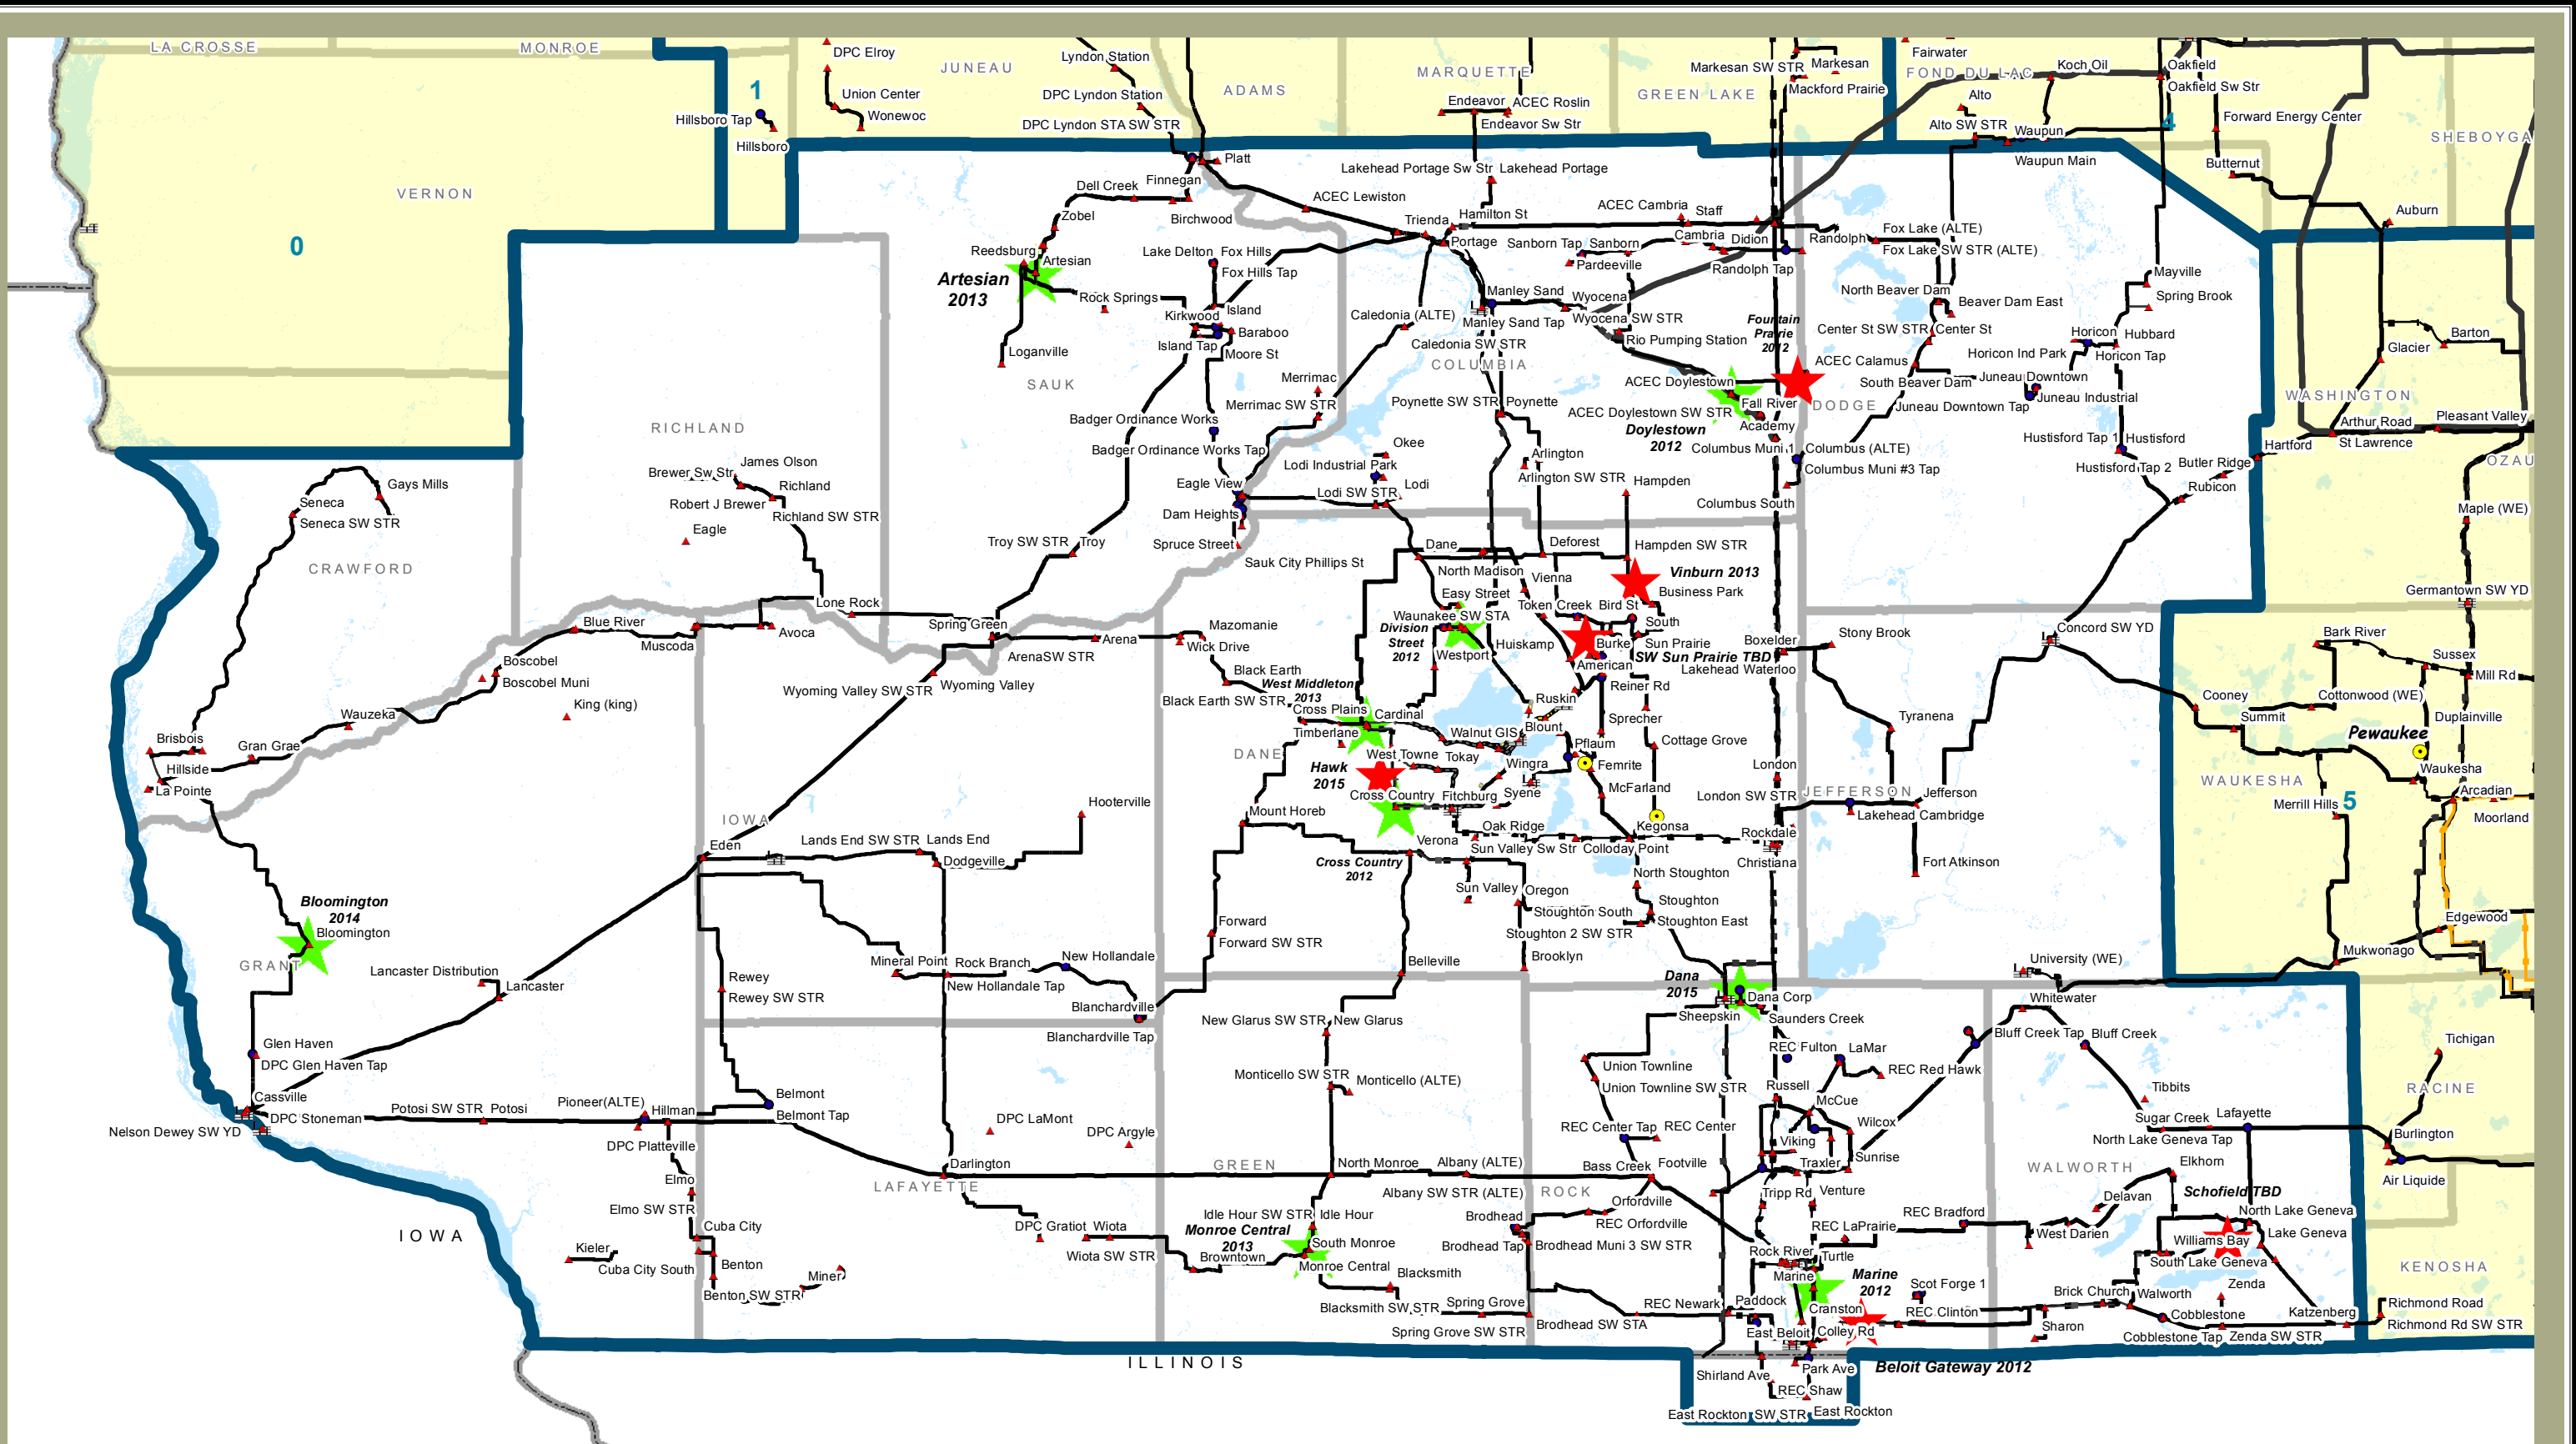 LA CROSSE
MONROE
1
DPC Elroy
JUNEAU
Lyndon Station
ADAMS
MARQUETTE
Markesan SW STR
Markesan
Fairwater
FOND DU LAC
Koch Oil
Oakfield
Oakfield Sw Str
Union Center
DPC Lyndon Station
GREEN LAKE
Mackford Prairie
Endeavor
ACEC Roslin
Alto
Hillsboro Tap
Wonewoc
DPC Lyndon STA SW STR
Endeavor Sw Str
Alto SW STR
Waupun
4
Forward Energy Center
SHEBOYGA
Hillsboro
Platt
Waupun Main
Butternut
VERNON
Dell Creek
Finnegan
Lakehead Portage Sw Str
Lakehead Portage
ACEC Lewiston
0
Zobel
Birchwood
Trienda
Hamilton St
ACEC Cambria
Staff
Auburn
Reedsburg
Artesian
Lake Delton
Fox Hills
Portage
Sanborn Tap
Sanborn
Cambria
Didion
Randolph
Fox Lake (ALTE)
Fox Lake SW STR (ALTE)
Artesian
2013
Fox Hills Tap
Pardeeville
Randolph Tap
Mayville
Rock Springs
Manley Sand
Wyocena
North Beaver Dam
Beaver Dam East
Spring Brook
Kirkwood
Island
Caledonia (ALTE)
Manley Sand Tap
Wyocena SW STR
Fountain
Prairie
2012
Baraboo
Island Tap
Caledonia SW STR
Rio Pumping Station
Center St SW STR
Center St
Horicon
Hubbard
Barton
Loganville
Moore St
COLUMBIA
ACEC Calamus
Horicon Ind Park
Horicon Tap
Glacier
SAUK
Merrimac
ACEC Doylestown
South Beaver Dam
Juneau Downtown
WASHINGTON
Merrimac SW STR
Poynette SW STR
Poynette
Fall River
DODGE
Juneau Downtown Tap
Juneau Industrial
RICHLAND
Badger Ordinance Works
ACEC Doylestown SW STR
Doylestown
2012
Academy
Arthur Road
Pleasant Valley
Badger Ordinance Works Tap
Okee
Columbus Muni 1
Columbus (ALTE)
Hustisford Tap 1
Hustisford
Hartford
St Lawrence
James Olson
Brewer Sw Str
Lodi Industrial Park
Arlington
Columbus Muni #3 Tap
Hustisford Tap 2
Butler Ridge
OZAU
Gays Mills
Richland
Eagle View
Lodi SW STR
Lodi
Arlington SW STR
Hampden
Rubicon
Seneca
Robert J Brewer
Columbus South
Seneca SW STR
Richland SW STR
Dam Heights
Maple (WE)
Eagle
Troy SW STR
Troy
Spruce Street
Dane
Deforest
Hampden SW STR
CRAWFORD
Sauk City Phillips St
North Madison
Vienna
Vinburn 2013
Easy Street
Business Park
Germantown SW YD
Lone Rock
Waunakee SW STA
Token Creek
Bird St
South
Blue River
Avoca
Spring Green
Mazomanie
Division
Street
2012
Burke
Sun Prairie
Boxelder
Stony Brook
Concord SW YD
Bark River
Muscoda
Arena
Wick Drive
Westport
Huiskamp
SW Sun Prairie TBD
Sussex
Boscobel
ArenaSW STR
Black Earth
American
Lakehead Waterloo
Boscobel Muni
Wyoming Valley SW STR
Wyoming Valley
West Middleton
2013
Reiner Rd
Mill Rd
King (king)
Black Earth SW STR
Cross Plains
Cardinal
Ruskin
Cooney
Cottonwood (WE)
Wauzeka
Sprecher
Tyranena
Summit
Duplainville
Brisbois
Gran Grae
Timberlane
Walnut GIS
Blount
Pewaukee
DANE
West Towne
Tokay
Pflaum
Cottage Grove
Hillside
Hawk
2015
Wingra
Femrite
London
WAUKESHA
Waukesha
La Pointe
Cross Country
Fitchburg
Syene
McFarland
London SW STR
JEFFERSON
Jefferson
5
Arcadian
Hooterville
Mount Horeb
Merrill Hills
IOWA
Verona
Oak Ridge
Kegonsa
Rockdale
Lakehead Cambridge
Moorland
Eden
Lands End SW STR
Lands End
Cross Country
2012
Sun Valley Sw Str
Colloday Point
Dodgeville
Christiana
Fort Atkinson
North Stoughton
Bloomington
2014
Sun Valley
Oregon
Stoughton
Bloomington
Forward
Stoughton South
Stoughton East
Edgewood
Forward SW STR
Stoughton 2 SW STR
GRANT
Mineral Point
Rock Branch
New Hollandale
Belleville
Brooklyn
University (WE)
Mukwonago
Lancaster Distribution
Lancaster
Rewey
New Hollandale Tap
Dana
2015
Rewey SW STR
Dana Corp
Whitewater
Blanchardville
New Glarus SW STR
New Glarus
Sheepskin
Saunders Creek
Glen Haven
Blanchardville Tap
Bluff Creek Tap
Bluff Creek
Tichigan
DPC Glen Haven Tap
REC Fulton
LaMar
Union Townline
REC Red Hawk
Monticello SW STR
Monticello (ALTE)
Union Townline SW STR
Russell
Tibbits
RACINE
Cassville
Potosi SW STR
Potosi
Pioneer(ALTE)
Hillman
Belmont
McCue
DPC Stoneman
Belmont Tap
DPC LaMont
REC Center Tap
REC Center
Wilcox
Sugar Creek
Lafayette
Nelson Dewey SW YD
DPC Argyle
Viking
North Lake Geneva Tap
Burlington
DPC Platteville
Darlington
GREEN
North Monroe
Albany (ALTE)
Bass Creek
Footville
Traxler
Sunrise
WALWORTH
Elkhorn
Elmo
LAFAYETTE
Albany SW STR (ALTE)
ROCK
Tripp Rd
Venture
Schofield TBD
Air Liquide
Elmo SW STR
Orfordville
Delavan
Cuba City
DPC Gratiot
Wiota
Idle Hour SW STR
Idle Hour
Brodhead
REC Orfordville
REC LaPrairie
REC Bradford
North Lake Geneva
IOWA
Monroe Central
2013
South Monroe
West Darien
Williams Bay
Lake Geneva
Kieler
Wiota SW STR
Browntown
Brodhead Tap
Brodhead Muni 3 SW STR
Rock River
Turtle
Cuba City South
Benton
Miner
Monroe Central
Blacksmith
Marine
Marine
2012
Scot Forge 1
South Lake Geneva
KENOSHA
Benton SW STR
Blacksmith SW STR
Spring Grove
REC Newark
Paddock
Cranston
REC Clinton
Brick Church
Walworth
Zenda
Richmond Road
Spring Grove SW STR
Brodhead SW STA
East Beloit
Colley Rd
Sharon
Cobblestone
Katzenberg
Richmond Rd SW STR
Cobblestone Tap
Zenda SW STR
ILLINOIS
Shirland Ave
Park Ave
Beloit Gateway 2012
REC Shaw
East Rockton SW STR
East Rockton